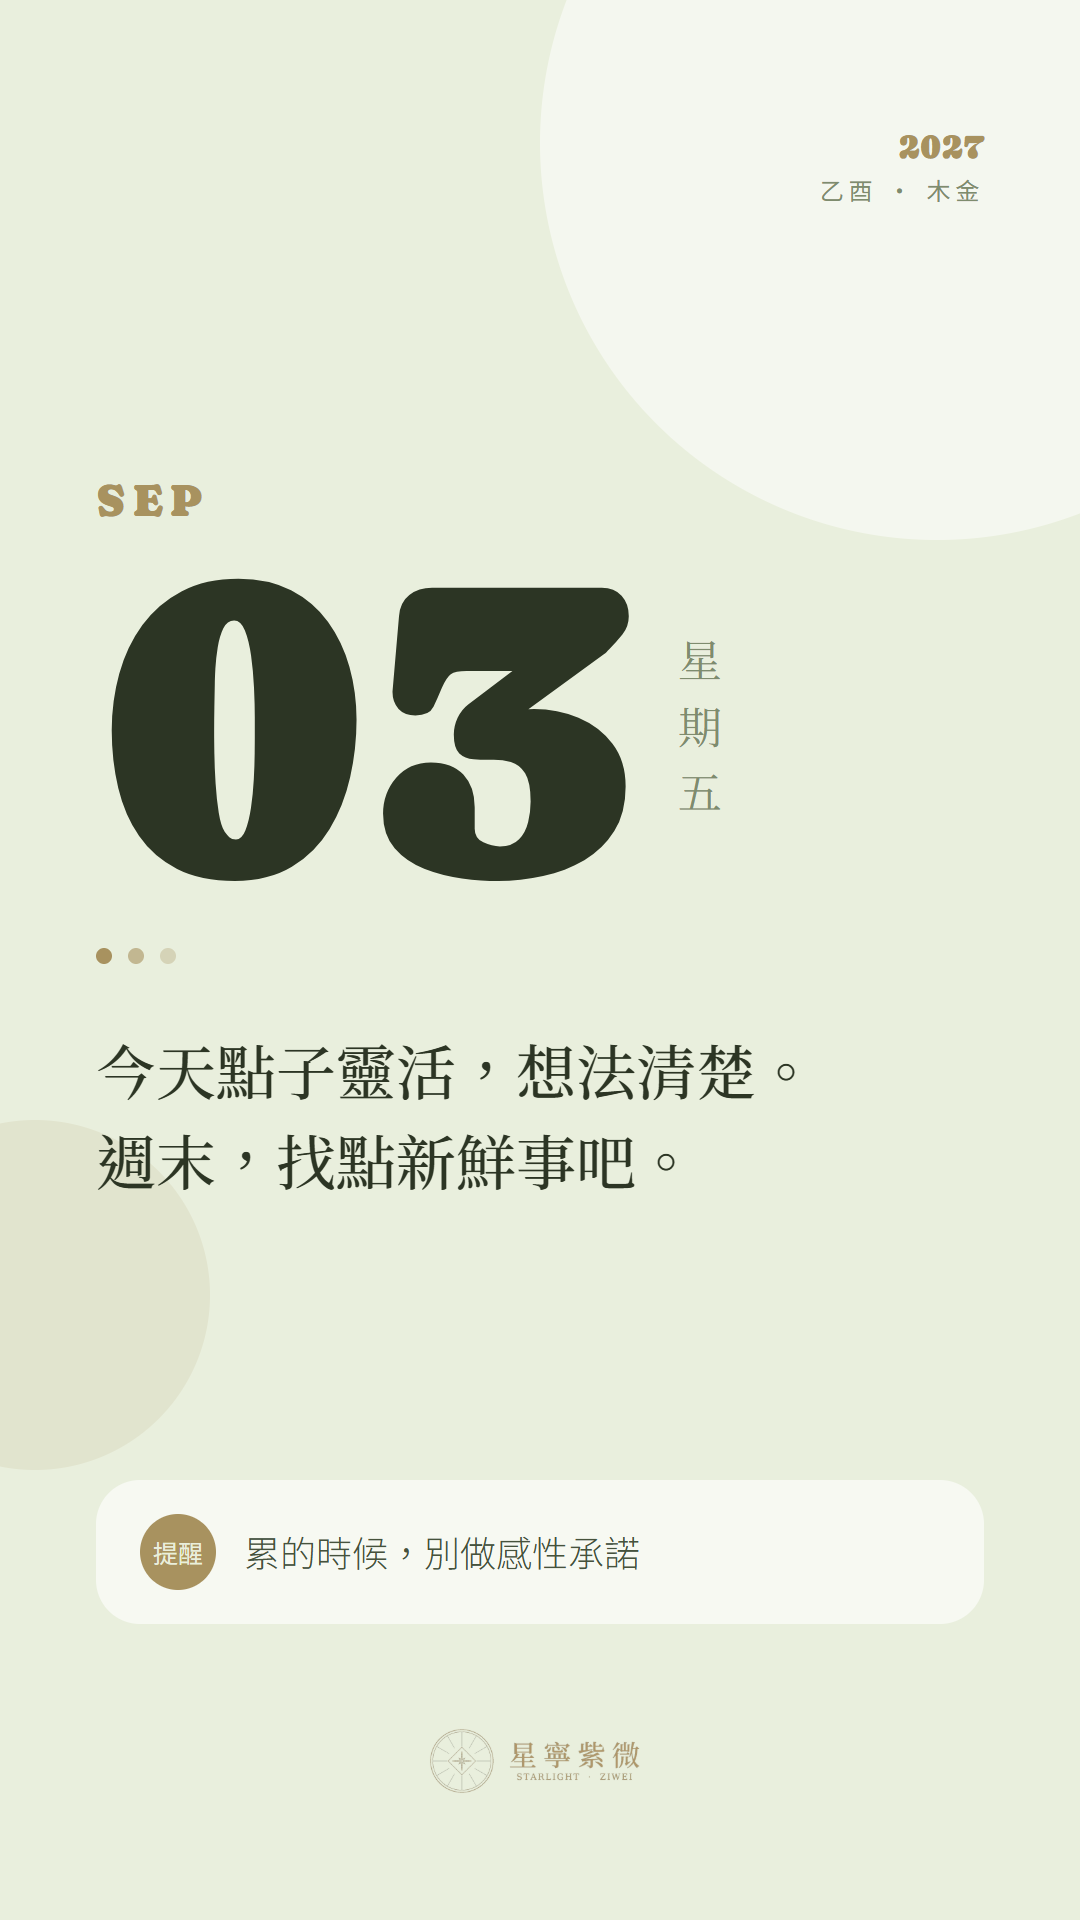 2027
乙酉 · 木金
SEP
03
星期五
今天點子靈活，想法清楚。
週末，找點新鮮事吧。
提醒
累的時候，別做感性承諾
星寧紫微
STARLIGHT · ZIWEI